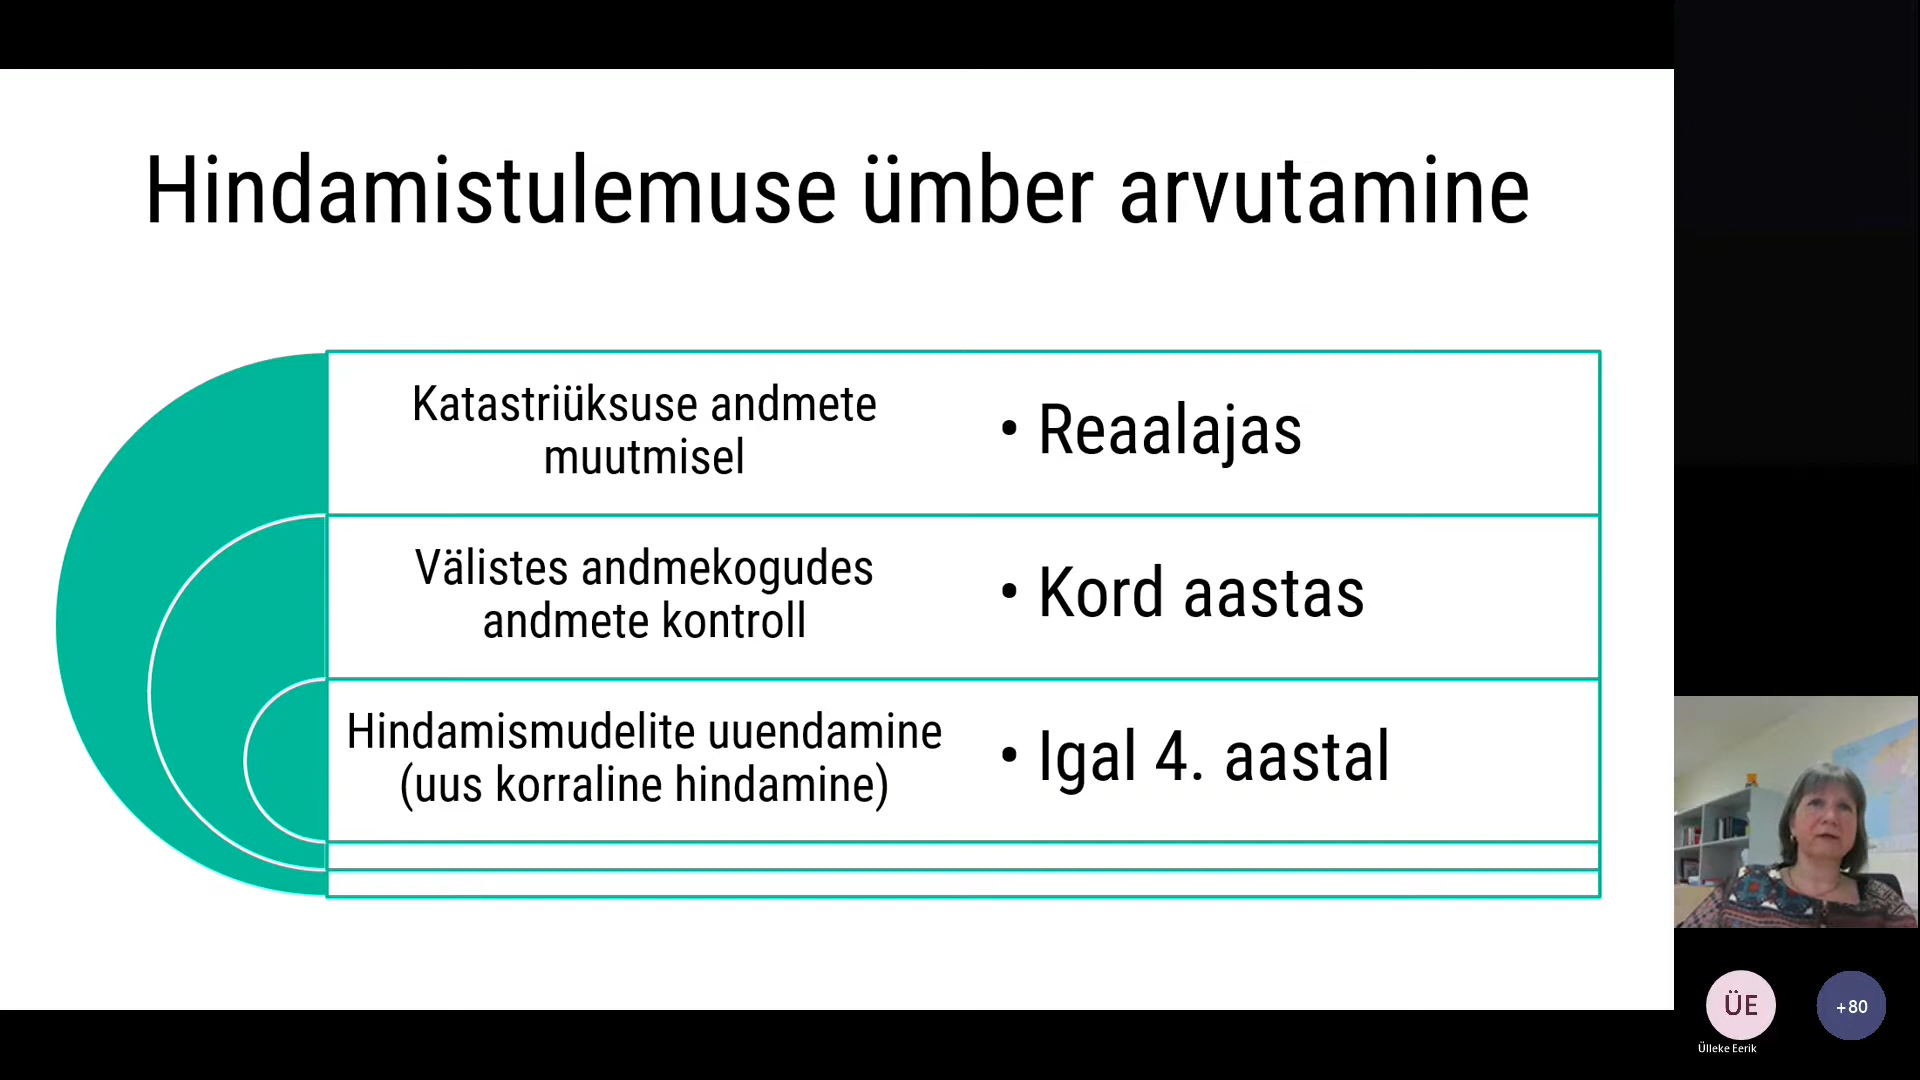 Hindamistulemuse ümber arvutamine
Katastriüksuse andmete
muutmisel
• Reaalajas
Välistes andmekogudes
andmete kontroll
• Kord aastas
Hindamismudelite uuendamine
(uus korraline hindamine)
• Igal 4. aastal
ÜE
+80
Ülleke Eerik